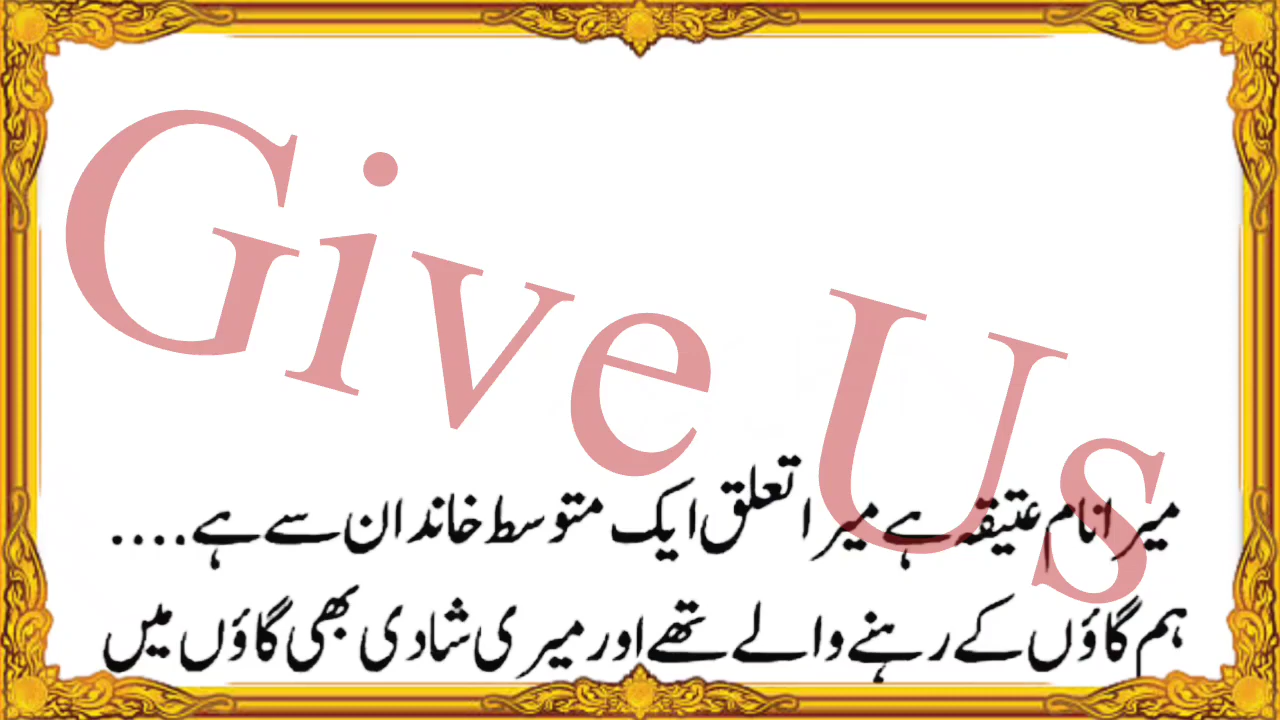 Give Us
میرا نام عتیقہ ہے میرا تعلق ایک متوسط خاندان سے ہے....
ہم گاؤں کے رہنے والے تھے اور میری شادی بھی گاؤں میں